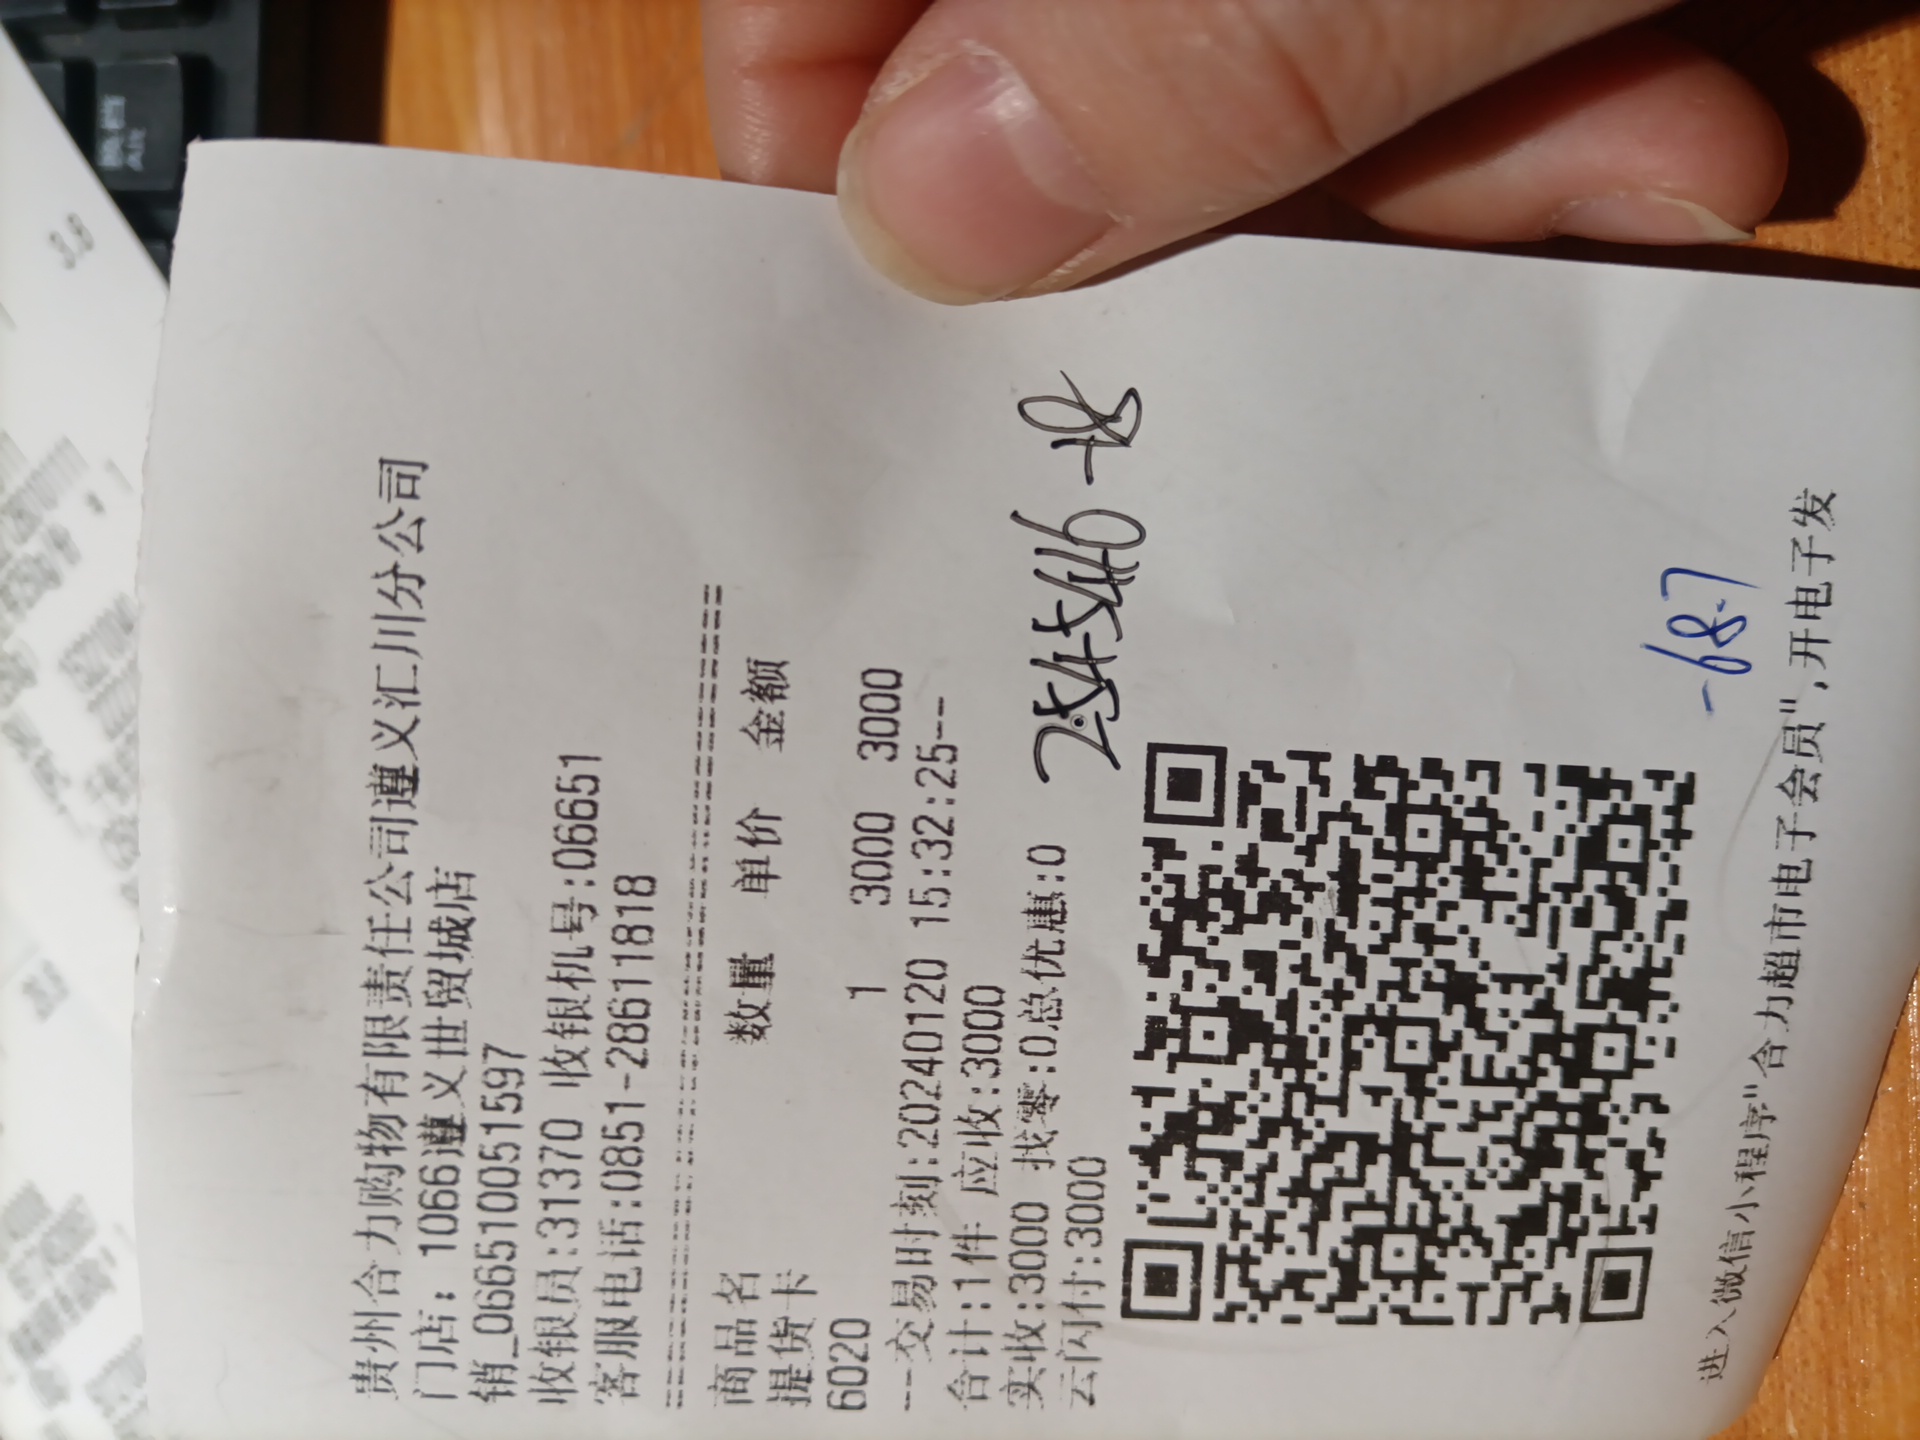 贵州合力购物有限责任公司遵义汇川分公司
门店：1066遵义世贸城店
销_066510051597
收银员:31370 收银机号:06651
客服电话:0851-28611818
商品名 数量 单价 金额
提货卡
6020 1 3000 3000
---交易时刻:20240120 15:32:25---
合计:1件 应收:3000
实收:3000 找零:0总优惠:0
云闪付:3000
-68.7
进入微信小程序"合力超市电子会员",开电子发
3.8
Alt